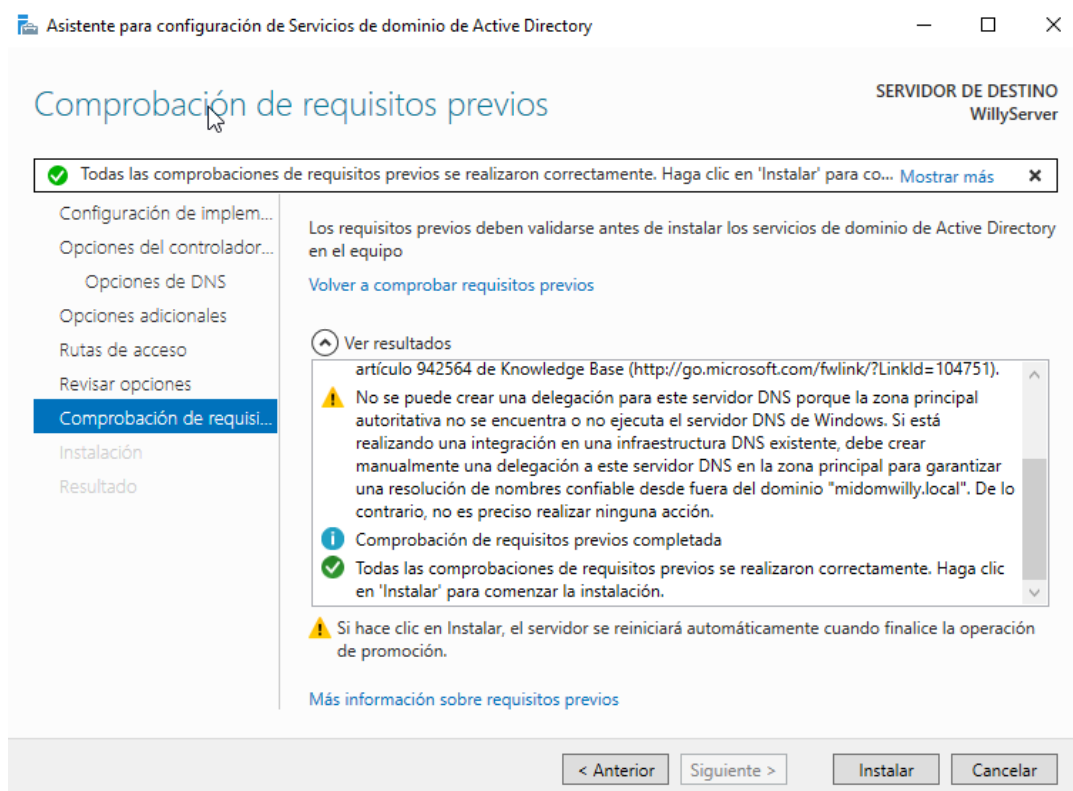 Asistente para configuración de Servicios de dominio de Active Directory
Comprobación de requisitos previos
SERVIDOR DE DESTINO
WillyServer
Todas las comprobaciones de requisitos previos se realizaron correctamente. Haga clic en 'Instalar' para co... Mostrar más
Configuración de implem...
Opciones del controlador...
Opciones de DNS
Opciones adicionales
Rutas de acceso
Revisar opciones
Comprobación de requisi...
Instalación
Resultado
Los requisitos previos deben validarse antes de instalar los servicios de dominio de Active Directory
en el equipo
Volver a comprobar requisitos previos
Ver resultados
artículo 942564 de Knowledge Base (http://go.microsoft.com/fwlink/?LinkId=104751).
No se puede crear una delegación para este servidor DNS porque la zona principal
autoritativa no se encuentra o no ejecuta el servidor DNS de Windows. Si está
realizando una integración en una infraestructura DNS existente, debe crear
manualmente una delegación a este servidor DNS en la zona principal para garantizar
una resolución de nombres confiable desde fuera del dominio "midomwilly.local". De lo
contrario, no es preciso realizar ninguna acción.
Comprobación de requisitos previos completada
Todas las comprobaciones de requisitos previos se realizaron correctamente. Haga clic
en 'Instalar' para comenzar la instalación.
Si hace clic en Instalar, el servidor se reiniciará automáticamente cuando finalice la operación
de promoción.
Más información sobre requisitos previos
< Anterior
Siguiente >
Instalar
Cancelar